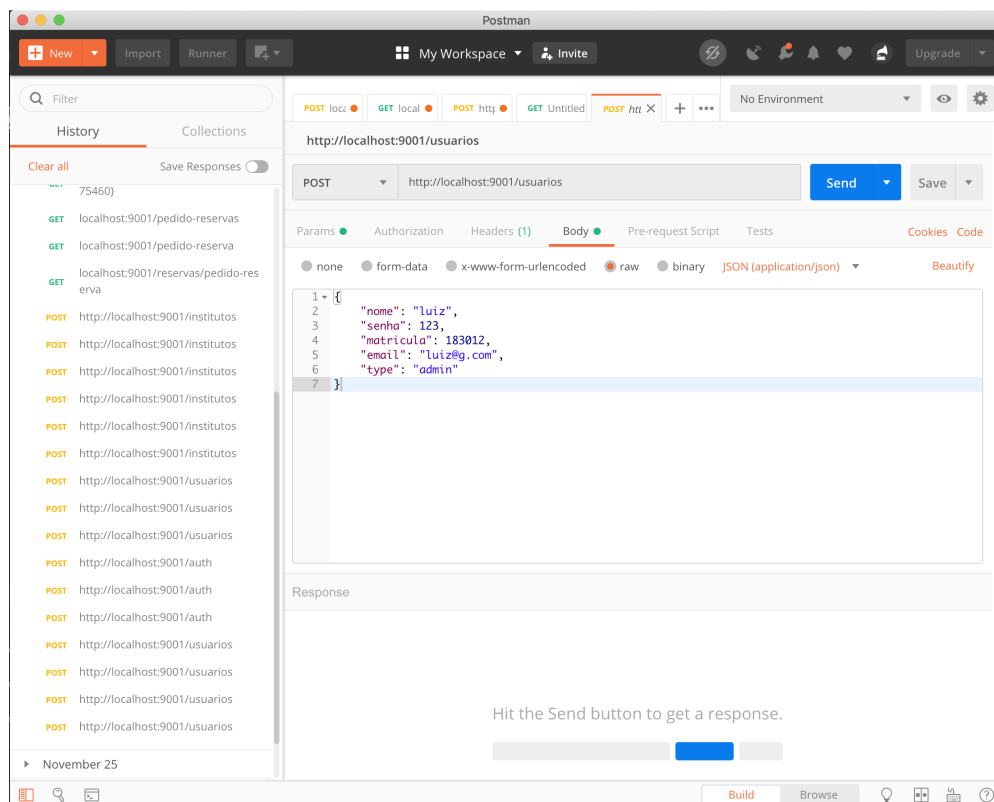 Postman
New
Import
Runner
My Workspace
Invite
Upgrade
Filter
History
Collections
Clear all
Save Responses
75460}
GET localhost:9001/pedido-reservas
GET localhost:9001/pedido-reserva
GET localhost:9001/reservas/pedido-res
erva
POST http://localhost:9001/institutos
POST http://localhost:9001/institutos
POST http://localhost:9001/institutos
POST http://localhost:9001/institutos
POST http://localhost:9001/institutos
POST http://localhost:9001/institutos
POST http://localhost:9001/usuarios
POST http://localhost:9001/usuarios
POST http://localhost:9001/usuarios
POST http://localhost:9001/auth
POST http://localhost:9001/auth
POST http://localhost:9001/auth
POST http://localhost:9001/usuarios
POST http://localhost:9001/usuarios
POST http://localhost:9001/usuarios
POST http://localhost:9001/usuarios
November 25
POST loca
GET local
POST http
GET Untitled
POST htt
No Environment
http://localhost:9001/usuarios
POST
http://localhost:9001/usuarios
Send
Save
Params
Authorization
Headers (1)
Body
Pre-request Script
Tests
Cookies
Code
none
form-data
x-www-form-urlencoded
raw
binary
JSON (application/json)
Beautify
1 {
2 "nome": "luiz",
3 "senha": 123,
4 "matricula": 183012,
5 "email": "luiz@g.com",
6 "type": "admin"
7 }
Response
Hit the Send button to get a response.
Build
Browse